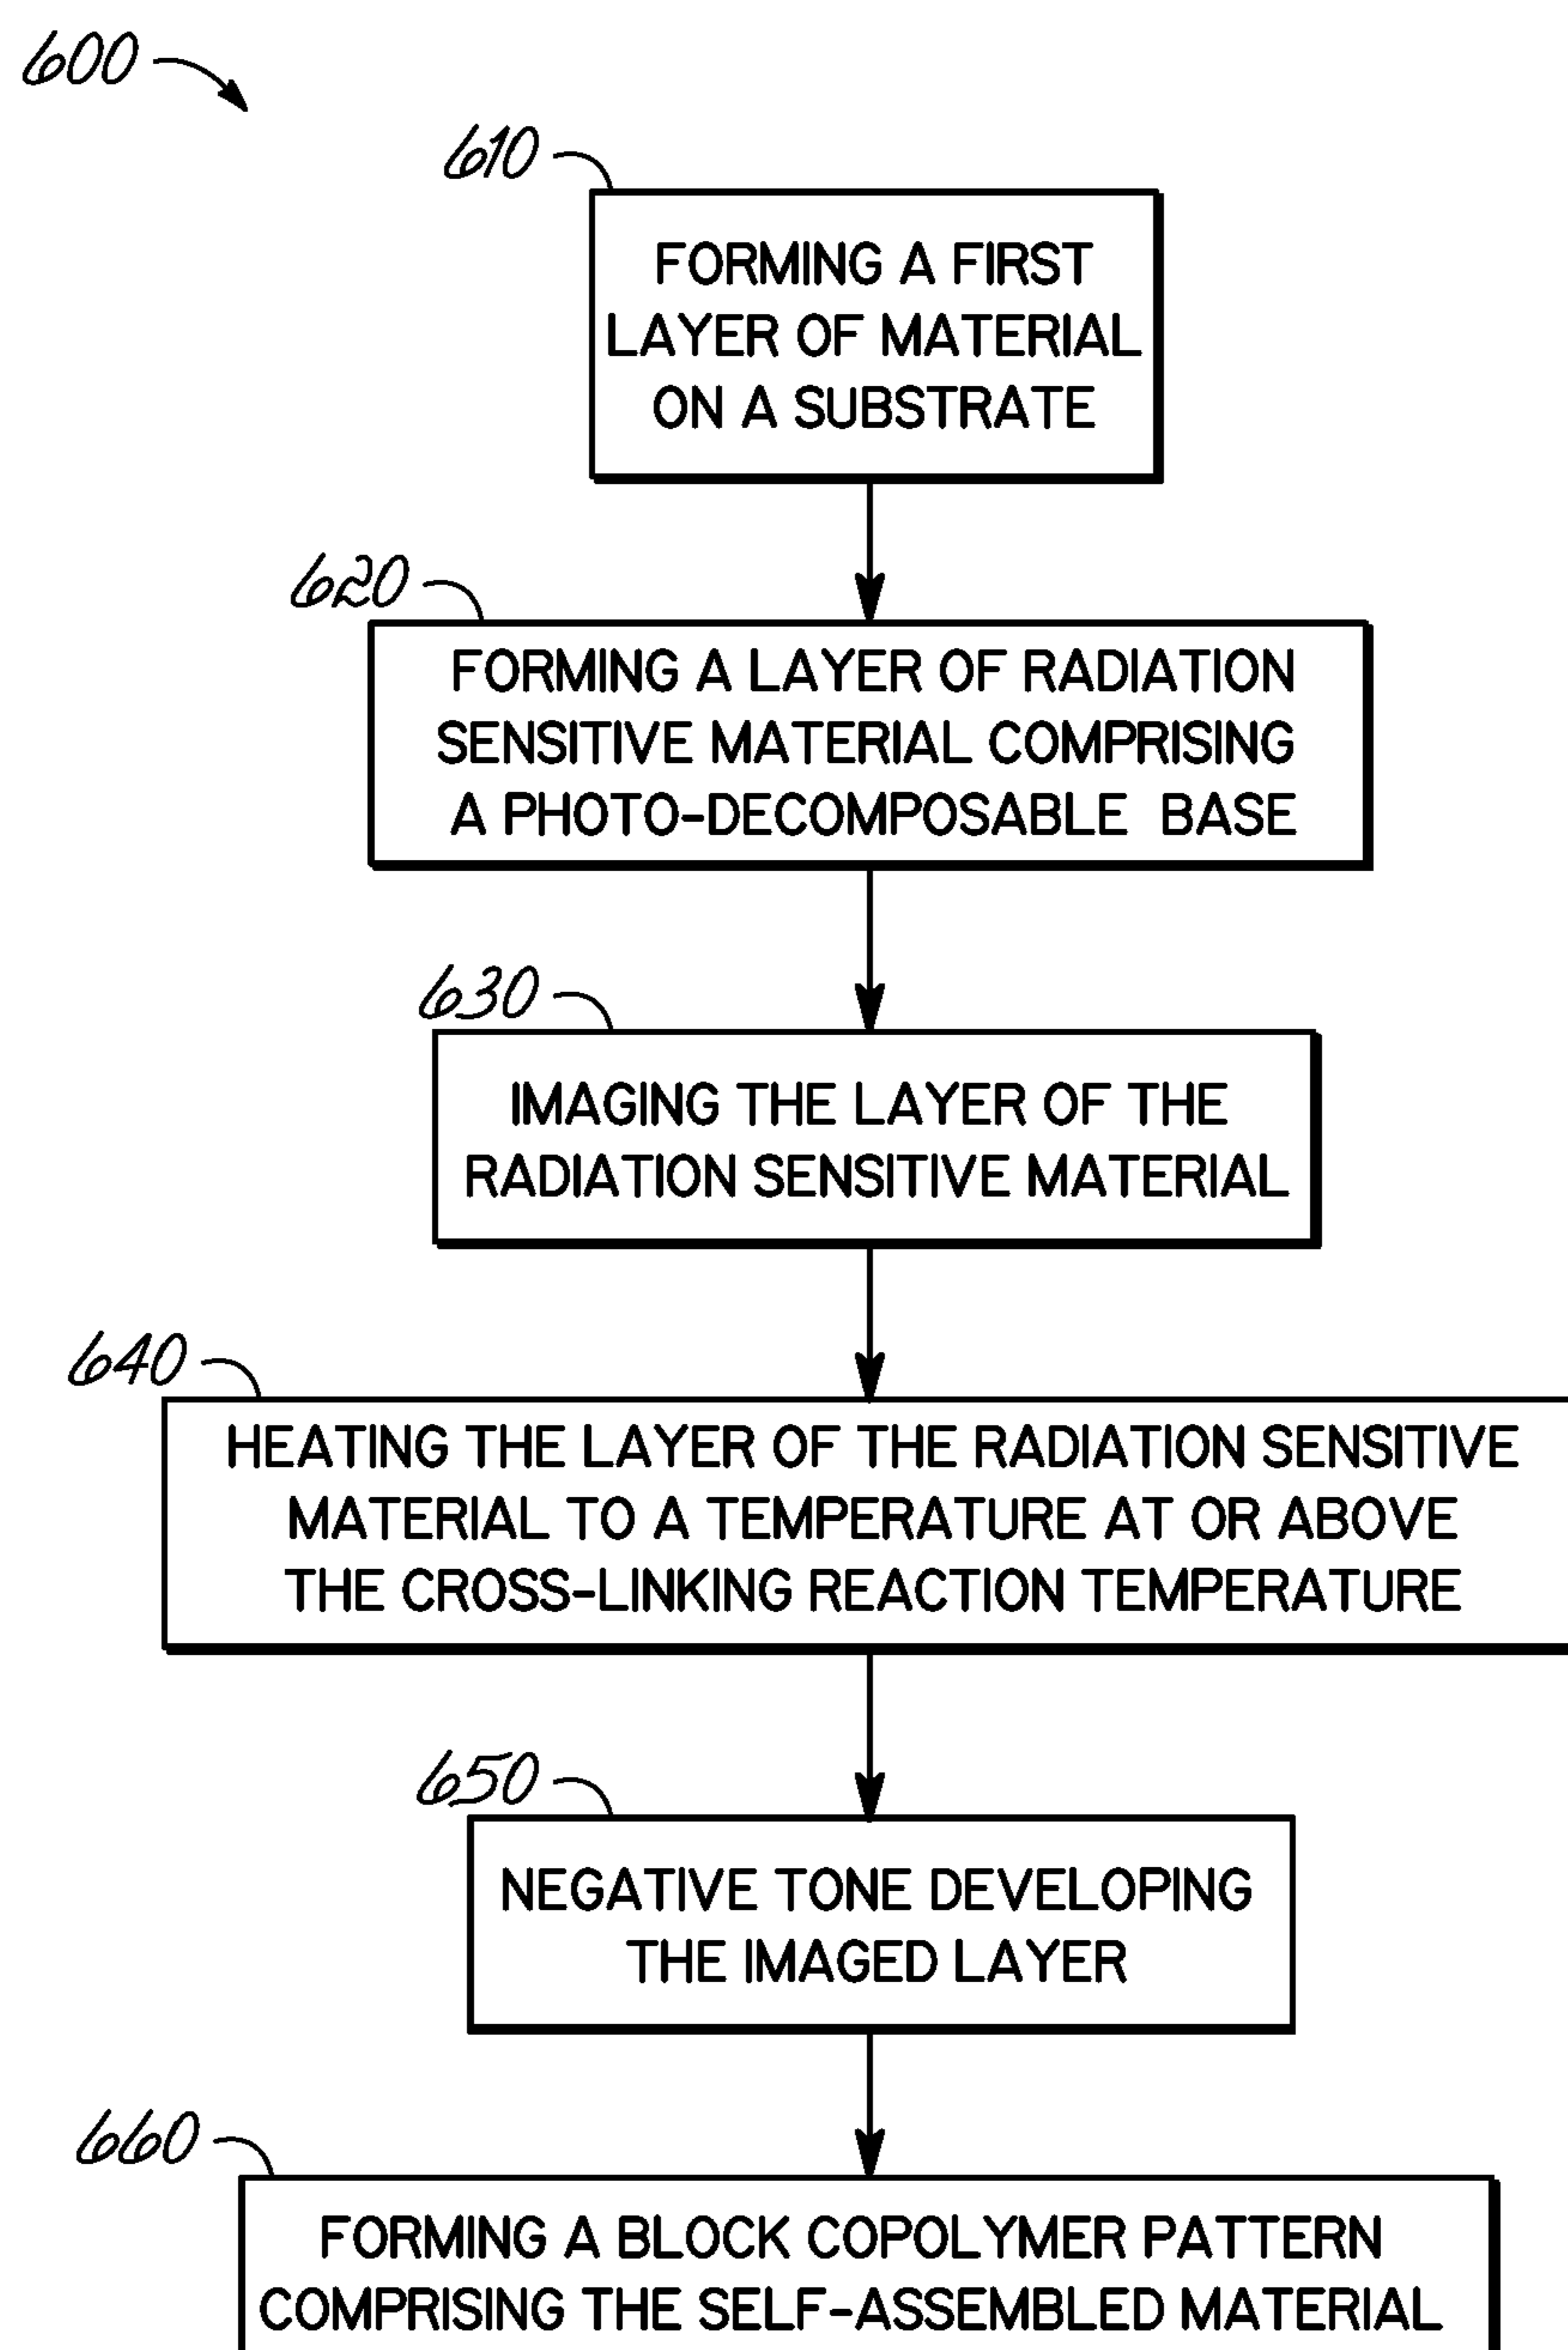 600
610
FORMING A FIRST
LAYER OF MATERIAL
ON A SUBSTRATE
620
FORMING A LAYER OF RADIATION
SENSITIVE MATERIAL COMPRISING
A PHOTO-DECOMPOSABLE BASE
630
IMAGING THE LAYER OF THE
RADIATION SENSITIVE MATERIAL
640
HEATING THE LAYER OF THE RADIATION SENSITIVE
MATERIAL TO A TEMPERATURE AT OR ABOVE
THE CROSS-LINKING REACTION TEMPERATURE
650
NEGATIVE TONE DEVELOPING
THE IMAGED LAYER
660
FORMING A BLOCK COPOLYMER PATTERN
COMPRISING THE SELF-ASSEMBLED MATERIAL